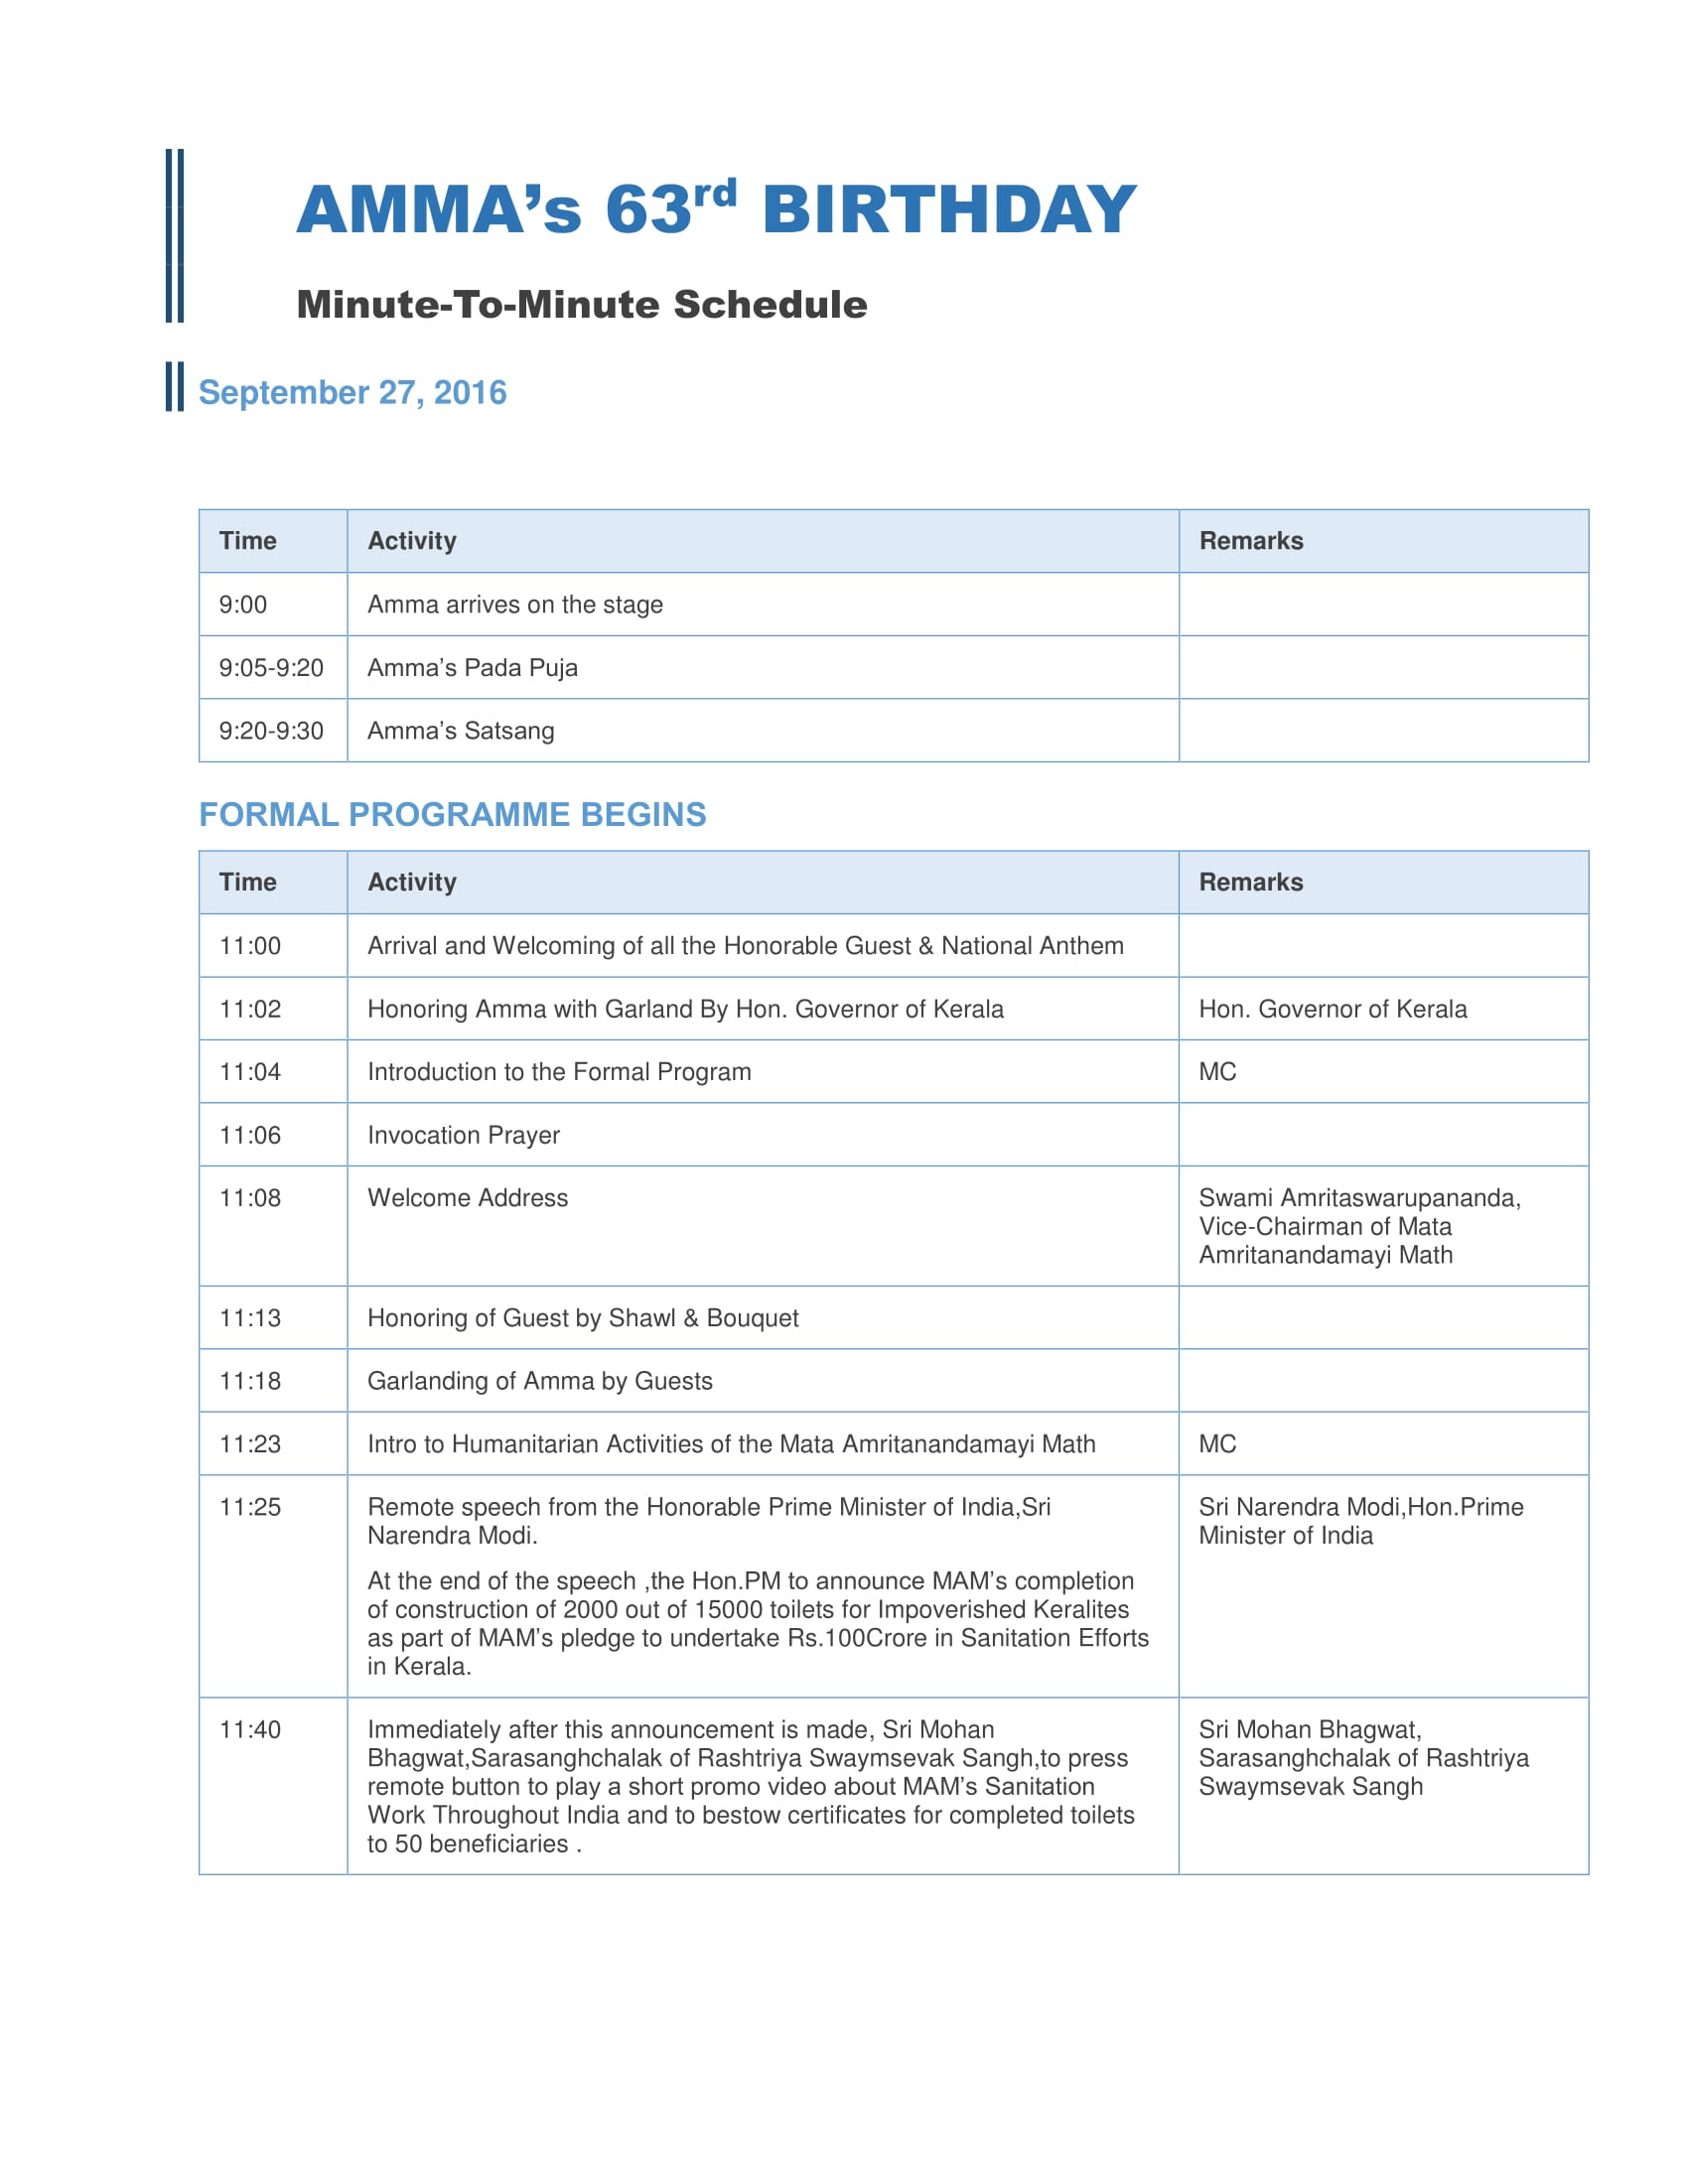 AMMA’s 63rd BIRTHDAY
Minute-To-Minute Schedule
September 27, 2016
Time Activity Remarks
9:00 Amma arrives on the stage
9:05-9:20 Amma’s Pada Puja
9:20-9:30 Amma’s Satsang
FORMAL PROGRAMME BEGINS
Time Activity Remarks
11:00 Arrival and Welcoming of all the Honorable Guest & National Anthem
11:02 Honoring Amma with Garland By Hon. Governor of Kerala Hon. Governor of Kerala
11:04 Introduction to the Formal Program MC
11:06 Invocation Prayer
11:08 Welcome Address Swami Amritaswarupananda,
Vice-Chairman of Mata
Amritanandamayi Math
11:13 Honoring of Guest by Shawl & Bouquet
11:18 Garlanding of Amma by Guests
11:23 Intro to Humanitarian Activities of the Mata Amritanandamayi Math MC
11:25 Remote speech from the Honorable Prime Minister of India,Sri Sri Narendra Modi,Hon.Prime
Narendra Modi. Minister of India
At the end of the speech ,the Hon.PM to announce MAM’s completion
of construction of 2000 out of 15000 toilets for Impoverished Keralites
as part of MAM’s pledge to undertake Rs.100Crore in Sanitation Efforts
in Kerala.
11:40 Immediately after this announcement is made, Sri Mohan Sri Mohan Bhagwat,
Bhagwat,Sarasanghchalak of Rashtriya Swaymsevak Sangh,to press Sarasanghchalak of Rashtriya
remote button to play a short promo video about MAM’s Sanitation Swaymsevak Sangh
Work Throughout India and to bestow certificates for completed toilets
to 50 beneficiaries .